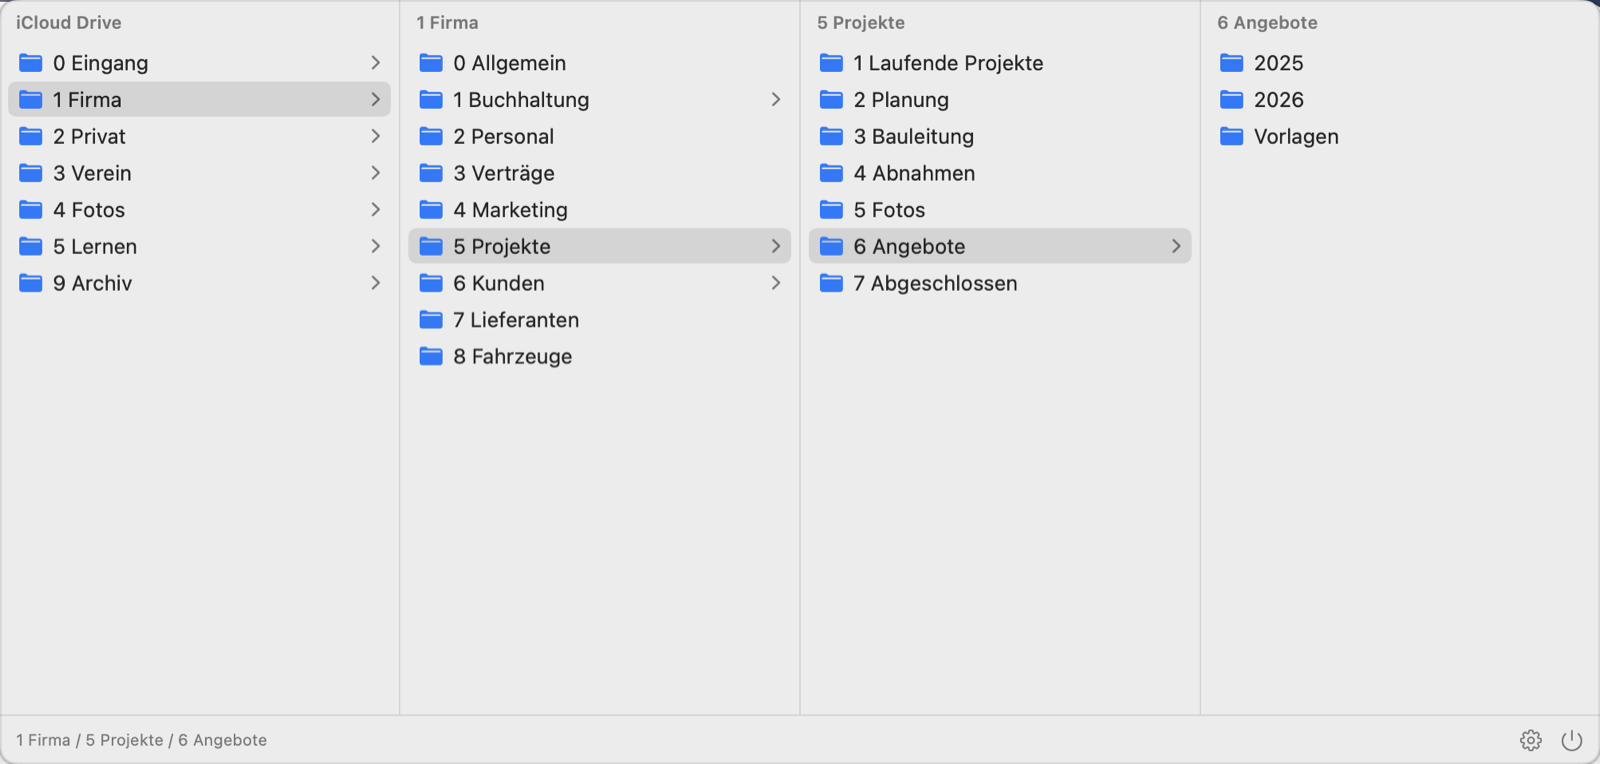 iCloud Drive
0 Eingang
1 Firma
2 Privat
3 Verein
4 Fotos
5 Lernen
9 Archiv
1 Firma
0 Allgemein
1 Buchhaltung
2 Personal
3 Verträge
4 Marketing
5 Projekte
6 Kunden
7 Lieferanten
8 Fahrzeuge
5 Projekte
1 Laufende Projekte
2 Planung
3 Bauleitung
4 Abnahmen
5 Fotos
6 Angebote
7 Abgeschlossen
6 Angebote
2025
2026
Vorlagen
1 Firma / 5 Projekte / 6 Angebote